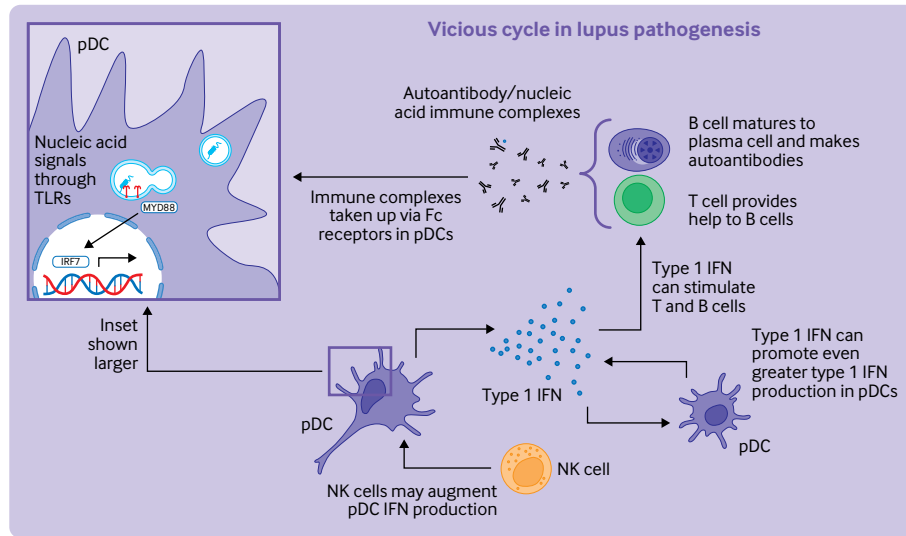 Vicious cycle in lupus pathogenesis
pDC
Nucleic acid
signals
through
TLRs
MYD88
IRF7
Autoantibody/nucleic
acid immune complexes
B cell matures to
plasma cell and makes
autoantibodies
T cell provides
help to B cells
Immune complexes
taken up via Fc
receptors in pDCs
Type 1 IFN
can stimulate
T and B cells
Inset
shown
larger
Type 1 IFN
Type 1 IFN can
promote even
greater type 1 IFN
production in pDCs
pDC
pDC
NK cell
NK cells may augment
pDC IFN production